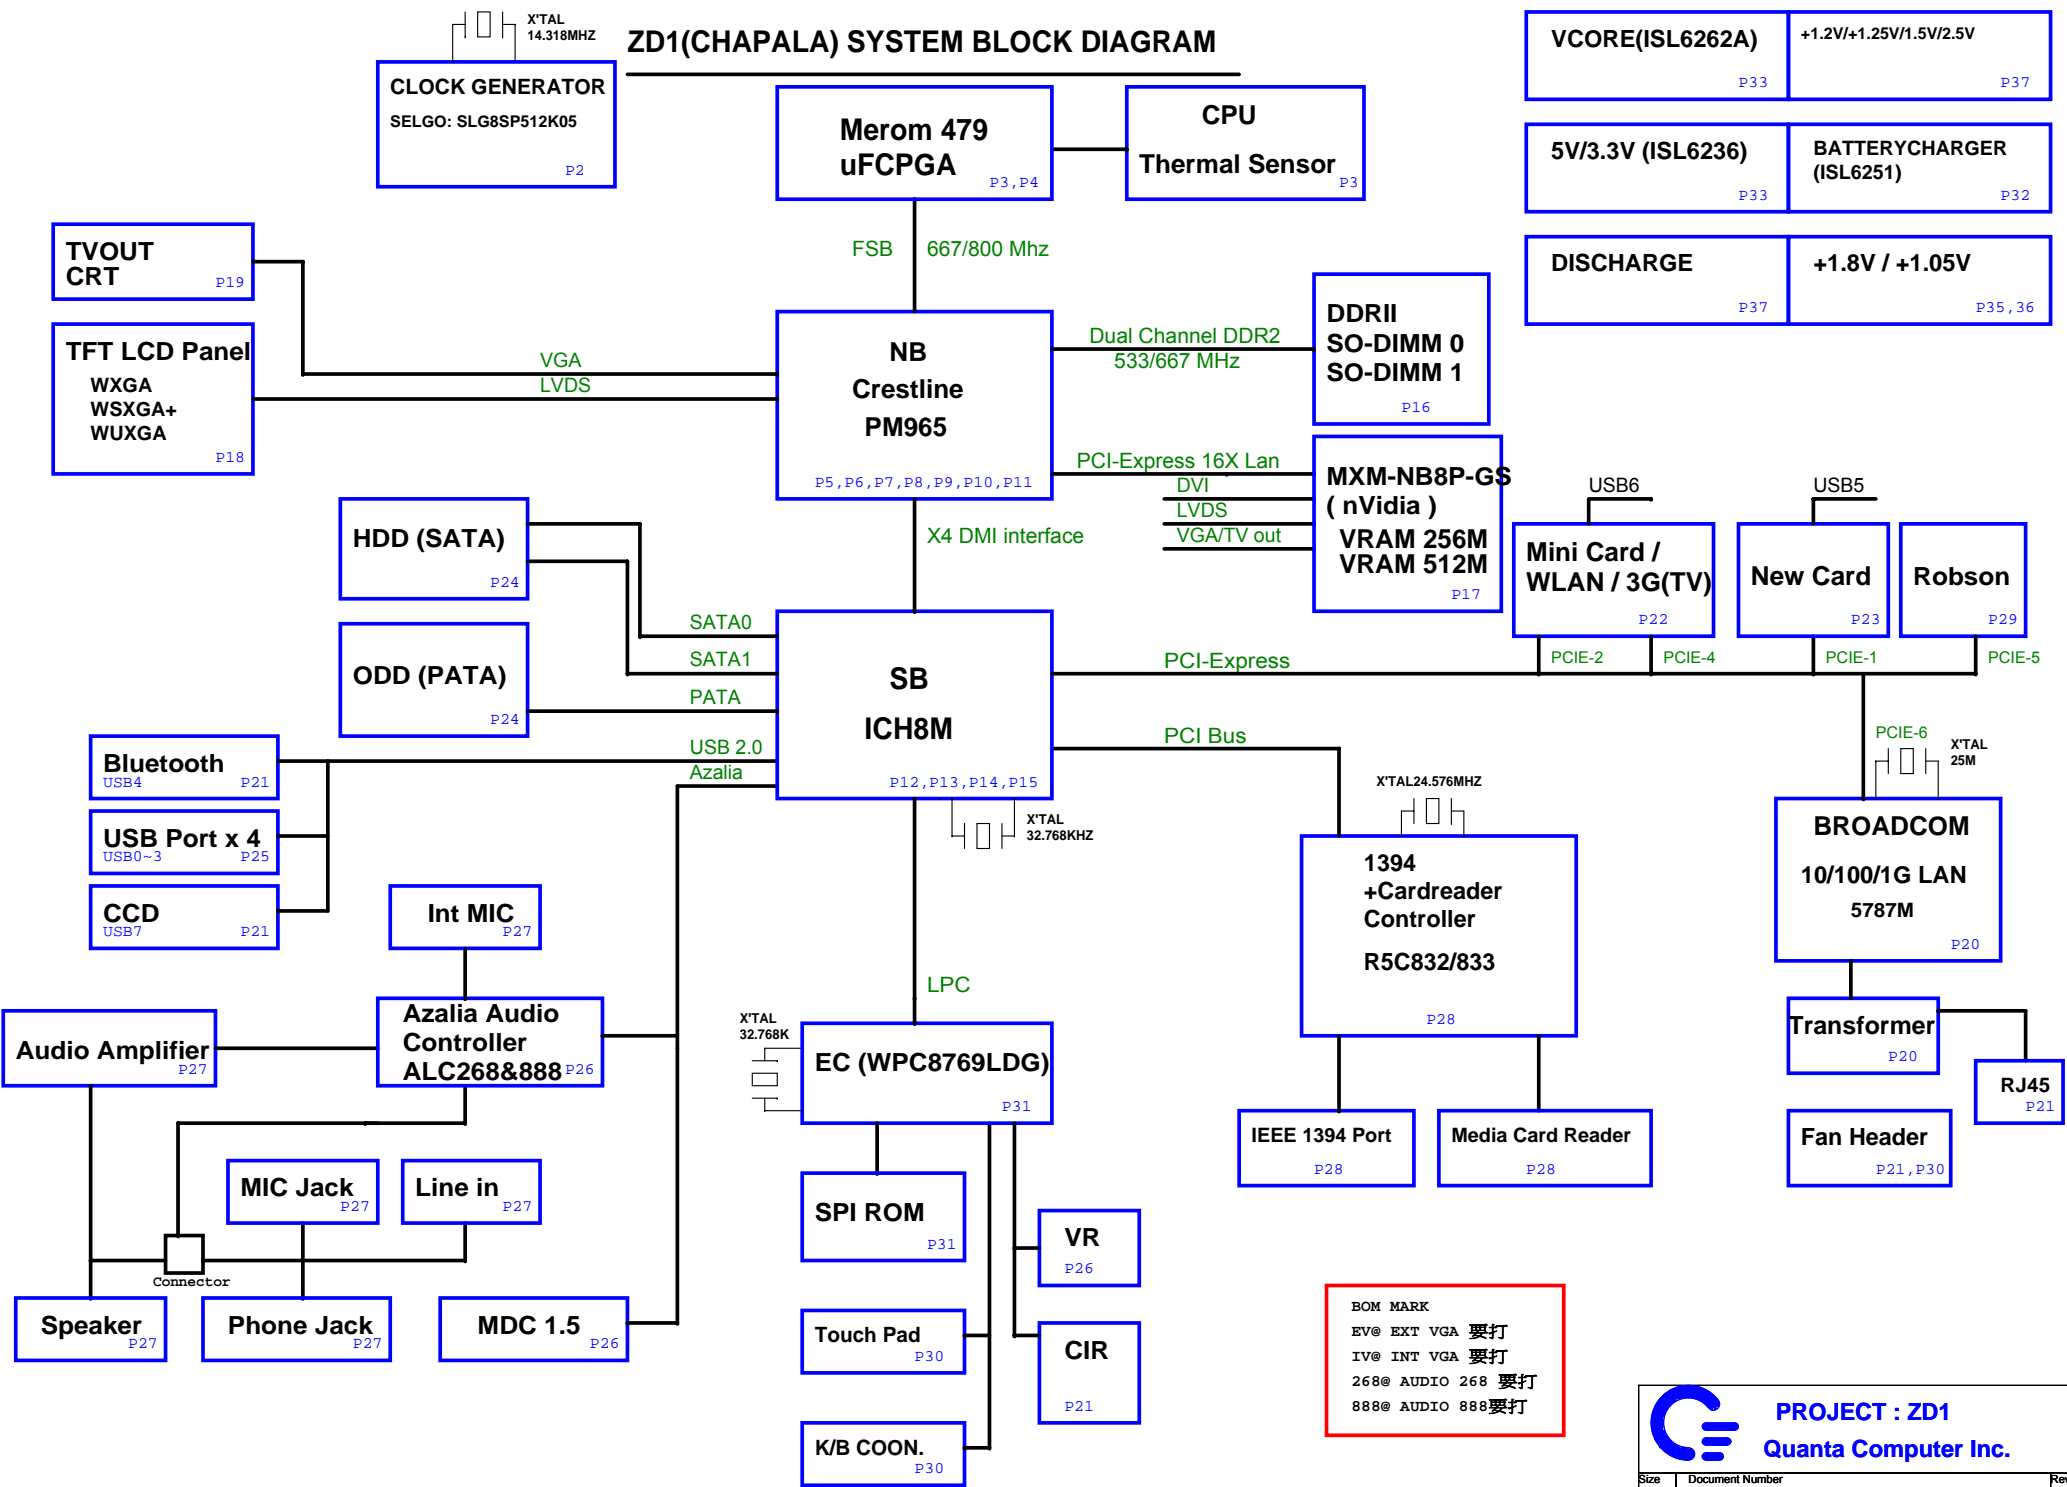 X'TAL
14.318MHZ
ZD1(CHAPALA) SYSTEM BLOCK DIAGRAM
CLOCK GENERATOR
SELGO: SLG8SP512K05
P2
Merom 479
uFCPGA
P3,P4
CPU
Thermal Sensor
P3
VCORE(ISL6262A)
P33
+1.2V/+1.25V/1.5V/2.5V
P37
5V/3.3V (ISL6236)
P33
BATTERYCHARGER
(ISL6251)
P32
DISCHARGE
P37
+1.8V / +1.05V
P35,36
FSB
667/800 Mhz
TVOUT
CRT
P19
TFT LCD Panel
WXGA
WSXGA+
WUXGA
P18
VGA
LVDS
NB
Crestline
PM965
P5,P6,P7,P8,P9,P10,P11
Dual Channel DDR2
533/667 MHz
DDRII
SO-DIMM 0
SO-DIMM 1
P16
PCI-Express 16X Lan
DVI
LVDS
VGA/TV out
MXM-NB8P-GS
( nVidia )
VRAM 256M
VRAM 512M
P17
USB6
USB5
Mini Card /
WLAN / 3G(TV)
P22
New Card
P23
Robson
P29
PCIE-2
PCIE-4
PCIE-1
PCIE-5
HDD (SATA)
P24
ODD (PATA)
P24
X4 DMI interface
SATA0
SATA1
PATA
USB 2.0
Azalia
SB
ICH8M
P12,P13,P14,P15
PCI-Express
PCI Bus
X'TAL
32.768KHZ
Bluetooth
USB4
P21
USB Port x 4
USB0~3
P25
CCD
USB7
P21
Int MIC
P27
PCIE-6
X'TAL
25M
X'TAL24.576MHZ
1394
+Cardreader
Controller
R5C832/833
P28
BROADCOM
10/100/1G LAN
5787M
P20
LPC
Audio Amplifier
P27
Azalia Audio
Controller
ALC268&888
P26
X'TAL
32.768K
EC (WPC8769LDG)
P31
Transformer
P20
RJ45
P21
IEEE 1394 Port
P28
Media Card Reader
P28
Fan Header
P21,P30
MIC Jack
P27
Line in
P27
SPI ROM
P31
VR
P26
Connector
Speaker
P27
Phone Jack
P27
MDC 1.5
P26
Touch Pad
P30
CIR
P21
K/B COON.
P30
BOM MARK
EV@ EXT VGA 要打
IV@ INT VGA 要打
268@ AUDIO 268 要打
888@ AUDIO 888要打
PROJECT : ZD1
Quanta Computer Inc.
Size
Document Number
Rev